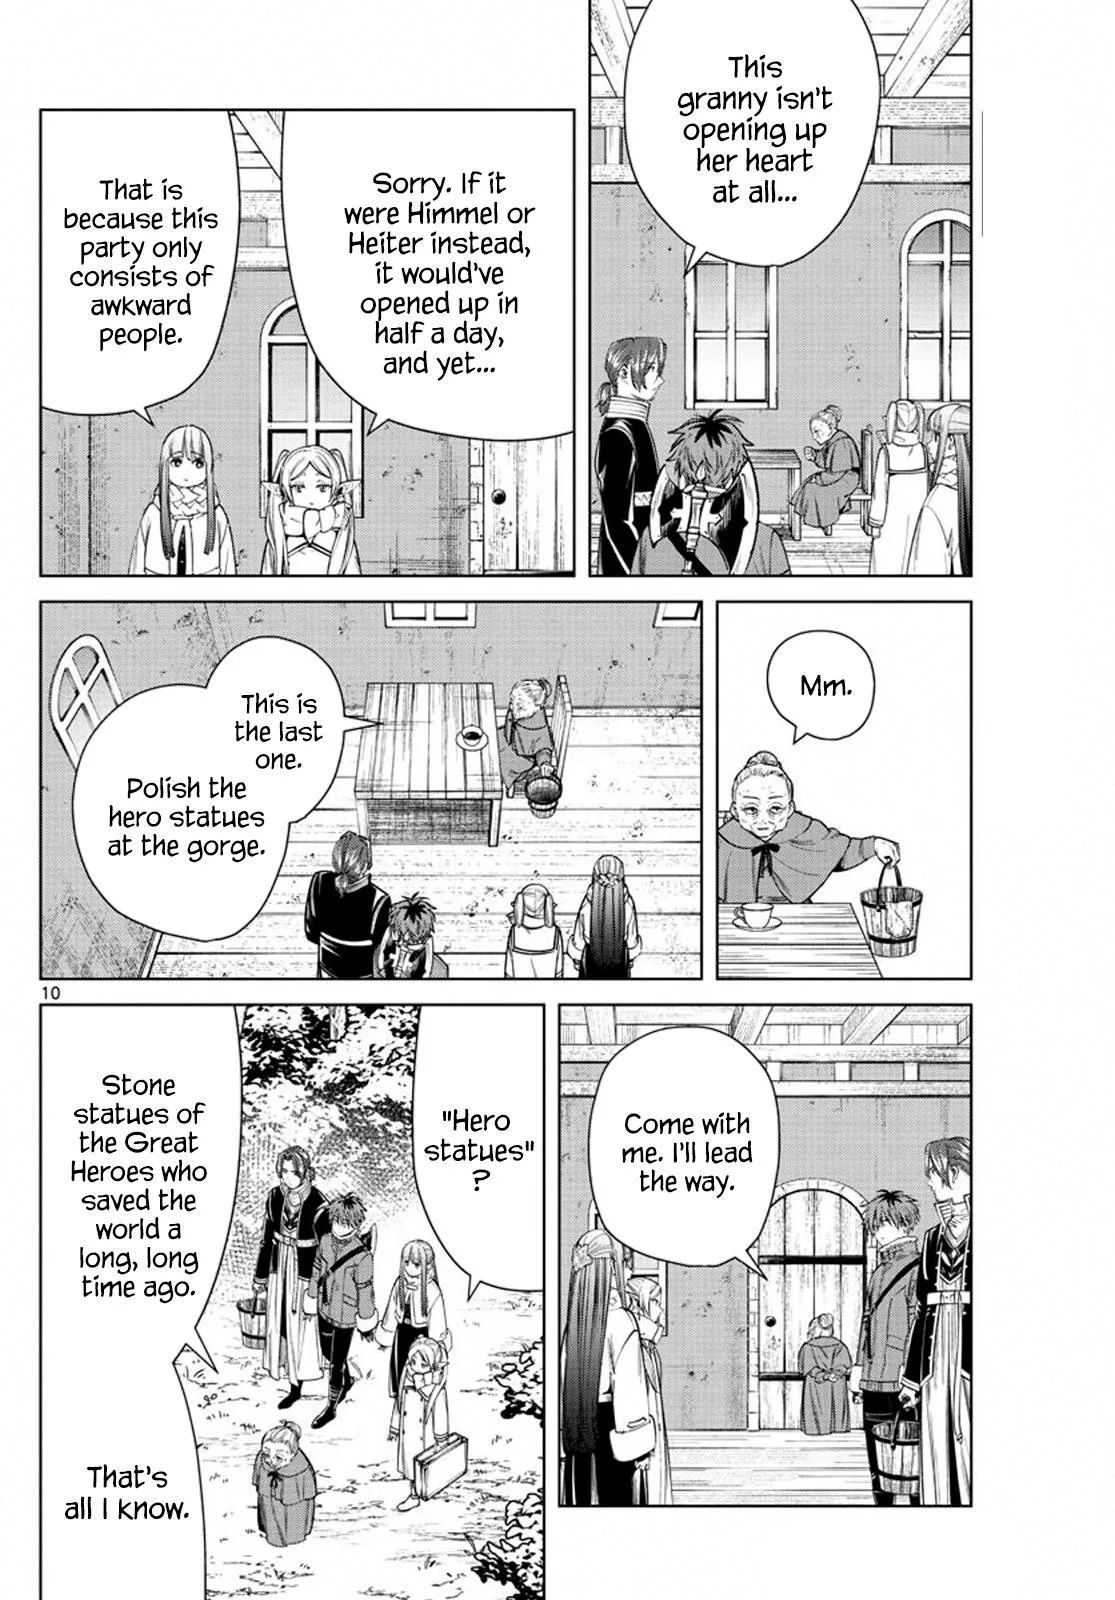 This
granny isn't
opening up
her heart
at all...
Sorry. If it
were Himmel or
Heiter instead,
it would've
opened up in
half a day,
and yet...
That is
because this
party only
consists of
awkward
people.
Mm.
This is
the last
one.
Polish the
hero statues
at the gorge.
10
Come with
me. I'll lead
the way.
"Hero
statues"
?
Stone
statues of
the Great
Heroes who
saved the
world a
long, long
time ago.
That's
all I know.